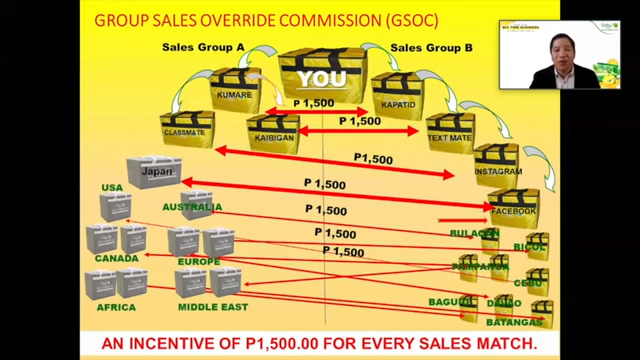 GROUP SALES OVERRIDE COMMISSION (GSOC)
Sales Group A
Sales Group B
YOU
KUMARE
KAPATID
P 1,500
CLASSMATE
KAIBIGAN
P 1,500
TEXT MATE
P1,500
INSTAGRAM
Japan
P 1,500
FACEBOOK
USA
AUSTRALIA
P 1,500
BULACAN
P 1,500
BICOL
P 1,500
CANADA
EUROPE
PAMPANGA
CEBU
AFRICA
MIDDLE EAST
BAGUIO
DAVAO
BATANGAS
AN INCENTIVE OF P1,500.00 FOR EVERY SALES MATCH.
BIG TIME BUSINESS